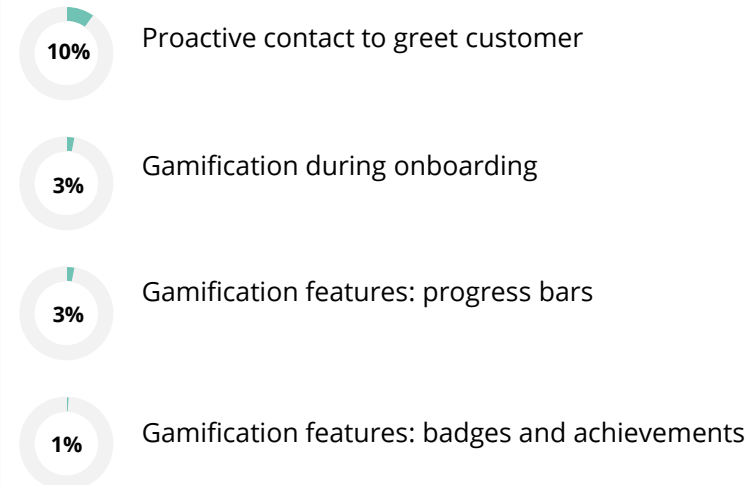 10%
Proactive contact to greet customer
3%
Gamification during onboarding
3%
Gamification features: progress bars
1%
Gamification features: badges and achievements